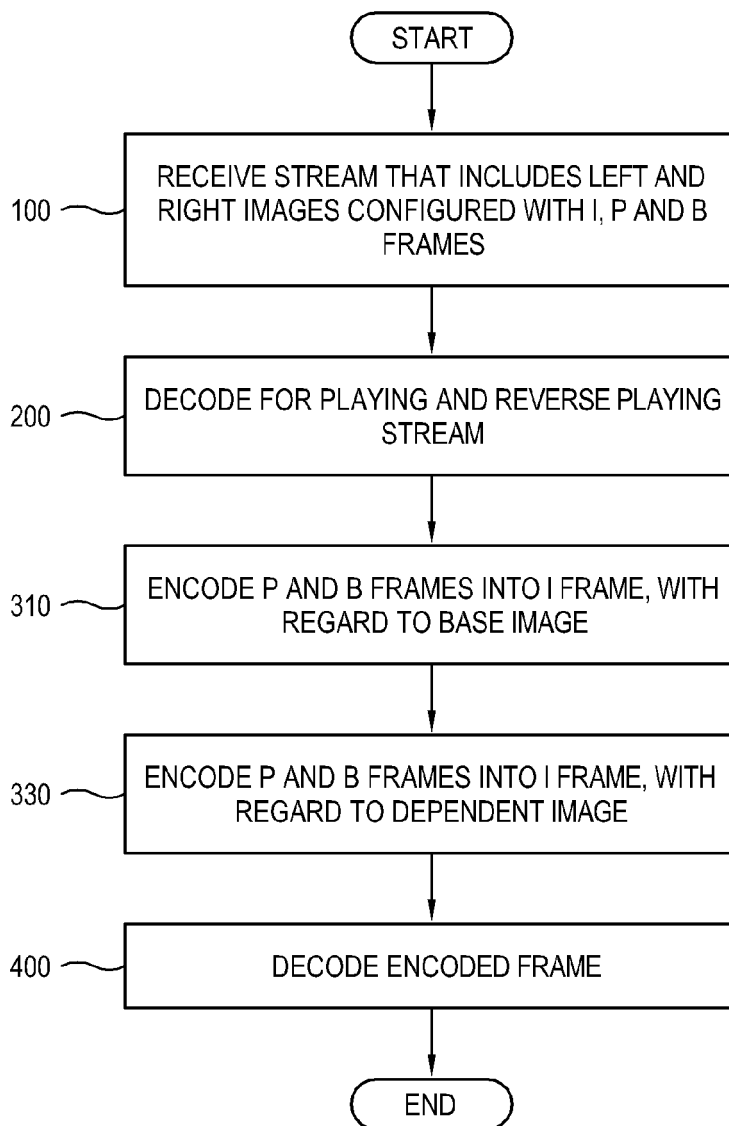 START
100
RECEIVE STREAM THAT INCLUDES LEFT AND
RIGHT IMAGES CONFIGURED WITH I, P AND B
FRAMES
200
DECODE FOR PLAYING AND REVERSE PLAYING
STREAM
310
ENCODE P AND B FRAMES INTO I FRAME, WITH
REGARD TO BASE IMAGE
330
ENCODE P AND B FRAMES INTO I FRAME, WITH
REGARD TO DEPENDENT IMAGE
400
DECODE ENCODED FRAME
END